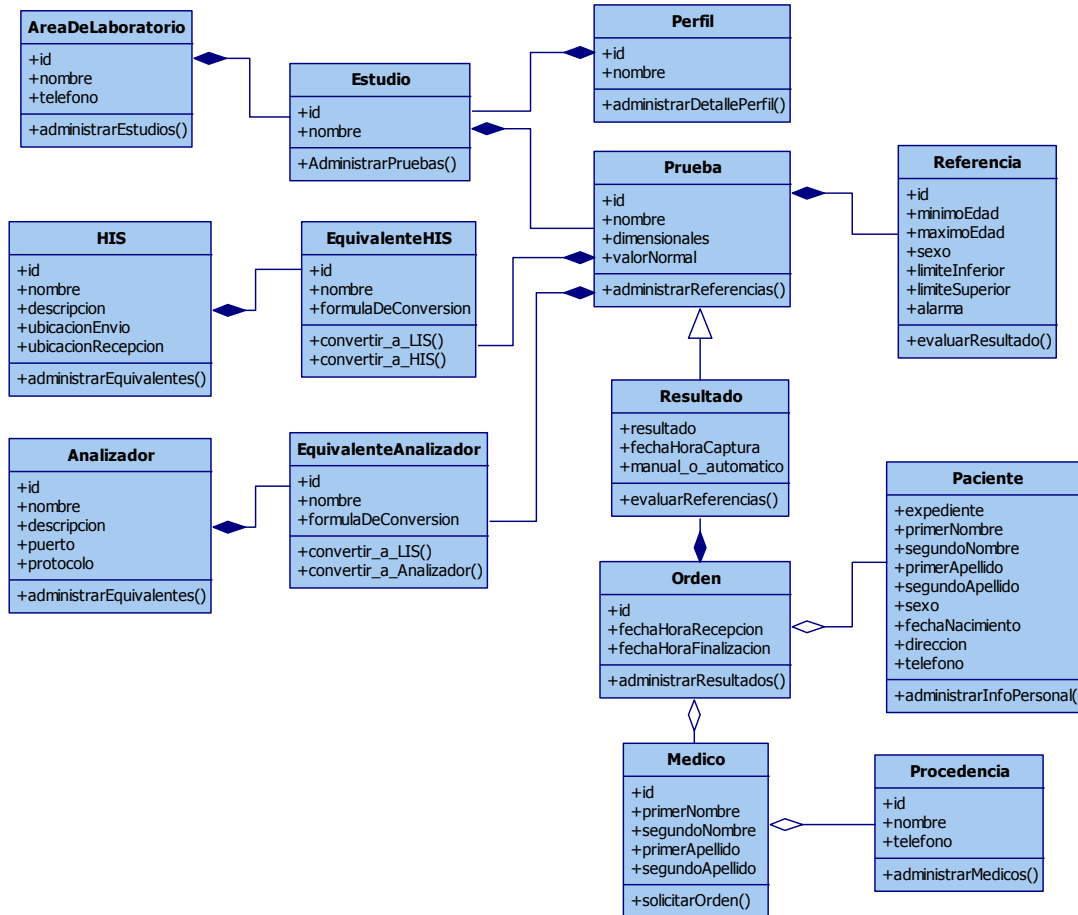 AreaDeLaboratorio
+id
+nombre
+telefono
+administrarEstudios()
Estudio
+id
+nombre
+AdministrarPruebas()
Perfil
+id
+nombre
+administrarDetallePerfil()
Prueba
+id
+nombre
+dimensionales
+valorNormal
+administrarReferencias()
Referencia
+id
+minimoEdad
+maximoEdad
+sexo
+limiteInferior
+limiteSuperior
+alarma
+evaluarResultado()
HIS
+id
+nombre
+descripcion
+ubicacionEnvio
+ubicacionRecepcion
+administrarEquivalentes()
EquivalenteHIS
+id
+nombre
+formulaDeConversion
+convertir_a_LIS()
+convertir_a_HIS()
Resultado
+resultado
+fechaHoraCaptura
+manual_o_automatico
+evaluarReferencias()
Analizador
+id
+nombre
+descripcion
+puerto
+protocolo
+administrarEquivalentes()
EquivalenteAnalizador
+id
+nombre
+formulaDeConversion
+convertir_a_LIS()
+convertir_a_Analizador()
Paciente
+expediente
+primerNombre
+segundoNombre
+primerApellido
+segundoApellido
+sexo
+fechaNacimiento
+direccion
+telefono
+administrarInfoPersonal(
Orden
+id
+fechaHoraRecepcion
+fechaHoraFinalizacion
+administrarResultados()
Medico
+id
+primerNombre
+segundoNombre
+primerApellido
+segundoApellido
+solicitarOrden()
Procedencia
+id
+nombre
+telefono
+administrarMedicos()